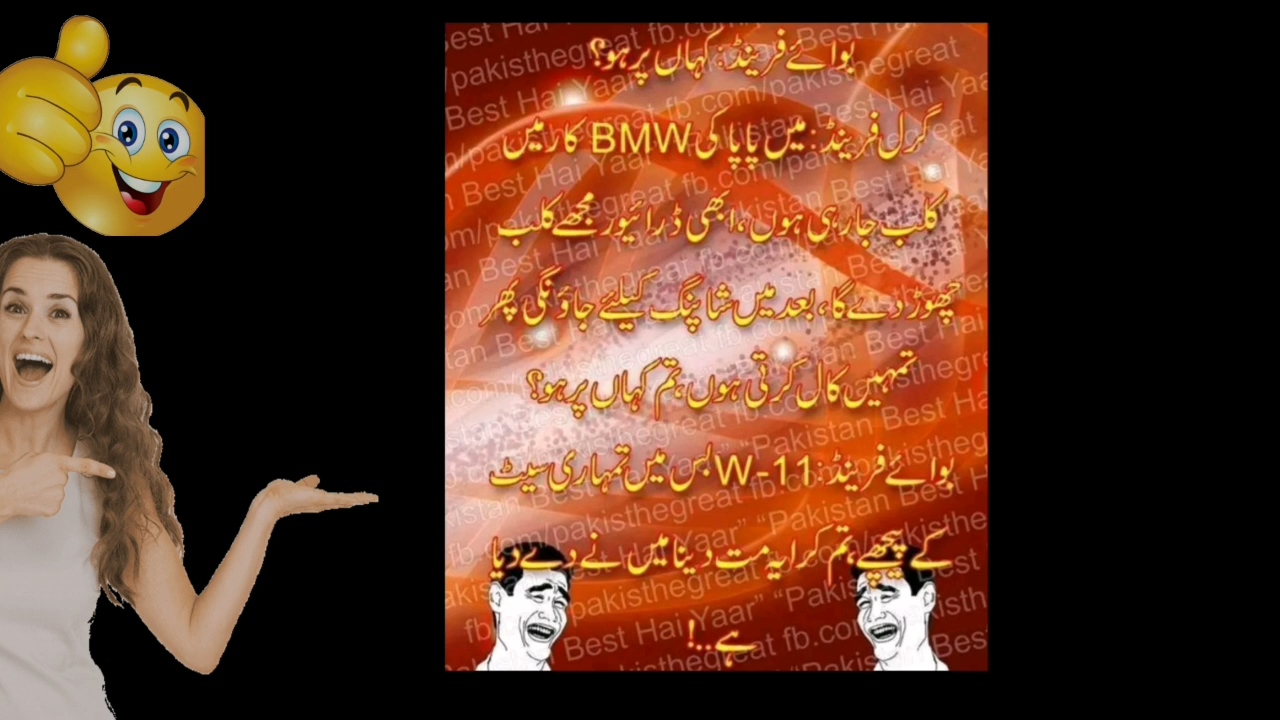 بوائے فرینڈ: کہاں پر ہو؟
گرل فرینڈ: میں پاپا کی BMW کار میں
کلب جا رہی ہوں، ابھی ڈرائیور مجھے کلب
چھوڑ دے گا، بعد میں شاپنگ کیلئے جاؤنگی پھر
تمہیں کال کرتی ہوں، تم کہاں پر ہو؟
بوائے فرینڈ: W-11 بس میں تمہاری سیٹ
کے پیچھے، تم کرایہ مت دینا میں نے دے دیا
ہے..!